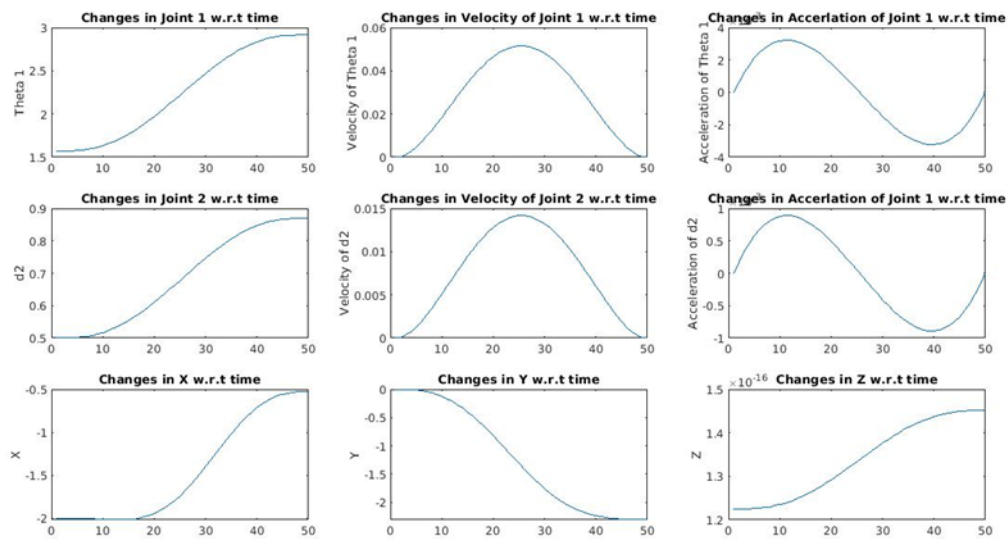 Changes in Joint 1 w.r.t time
3
2.5
2
1.5
Theta 1
0 10 20 30 40 50
Changes in Velocity of Joint 1 w.r.t time
0.06
0.04
0.02
0
Velocity of Theta 1
0 10 20 30 40 50
Changes in Accerlation of Joint 1 w.r.t time
4
2
0
-2
-4
Acceleration of Theta 1
0 10 20 30 40 50
Changes in Joint 2 w.r.t time
0.9
0.8
0.7
0.6
0.5
d2
0 10 20 30 40 50
Changes in Velocity of Joint 2 w.r.t time
0.015
0.01
0.005
0
Velocity of d2
0 10 20 30 40 50
Changes in Accerlation of Joint 1 w.r.t time
1
0.5
0
-0.5
-1
Acceleration of d2
0 10 20 30 40 50
Changes in X w.r.t time
-0.5
-1
-1.5
-2
X
0 10 20 30 40 50
Changes in Y w.r.t time
0
-0.5
-1
-1.5
-2
Y
0 10 20 30 40 50
×10-16 Changes in Z w.r.t time
1.5
1.4
1.3
1.2
Z
0 10 20 30 40 50